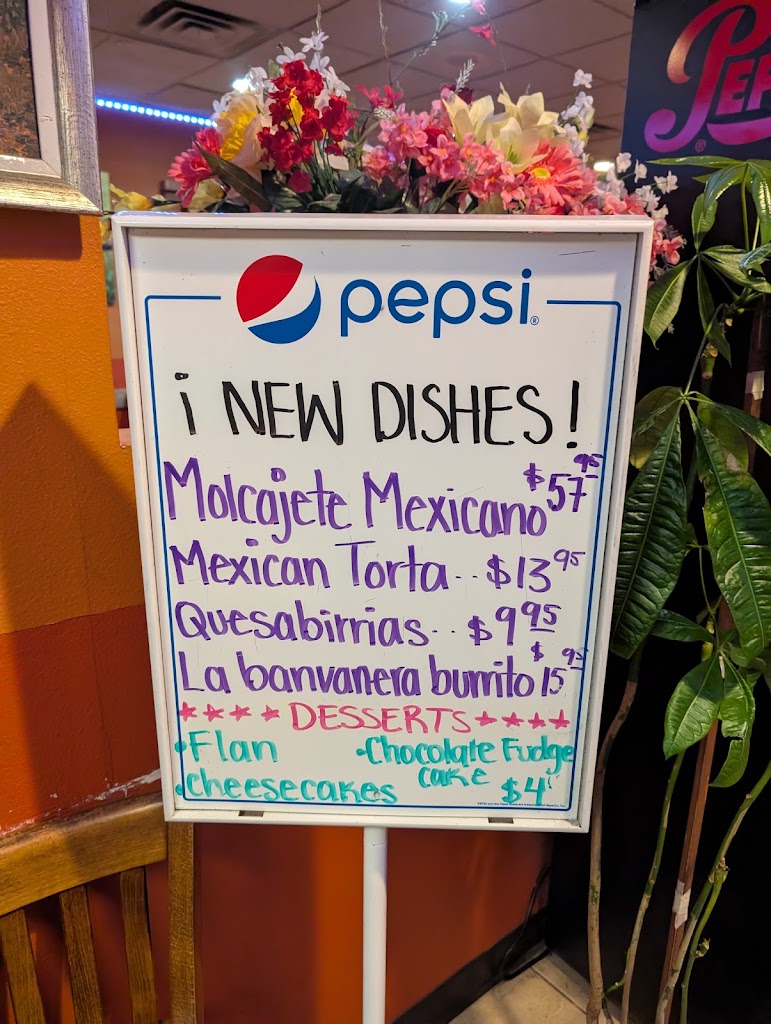 PEPSI
pepsi
¡ NEW DISHES !
Molcajete Mexicano $57.95
Mexican Torta .. $13 95
Quesabirrias .. $9 95
La banvanera burrito $15 95
**** DESSERTS ****
•Flan •Chocolate Fudge
cake
•cheesecakes $4